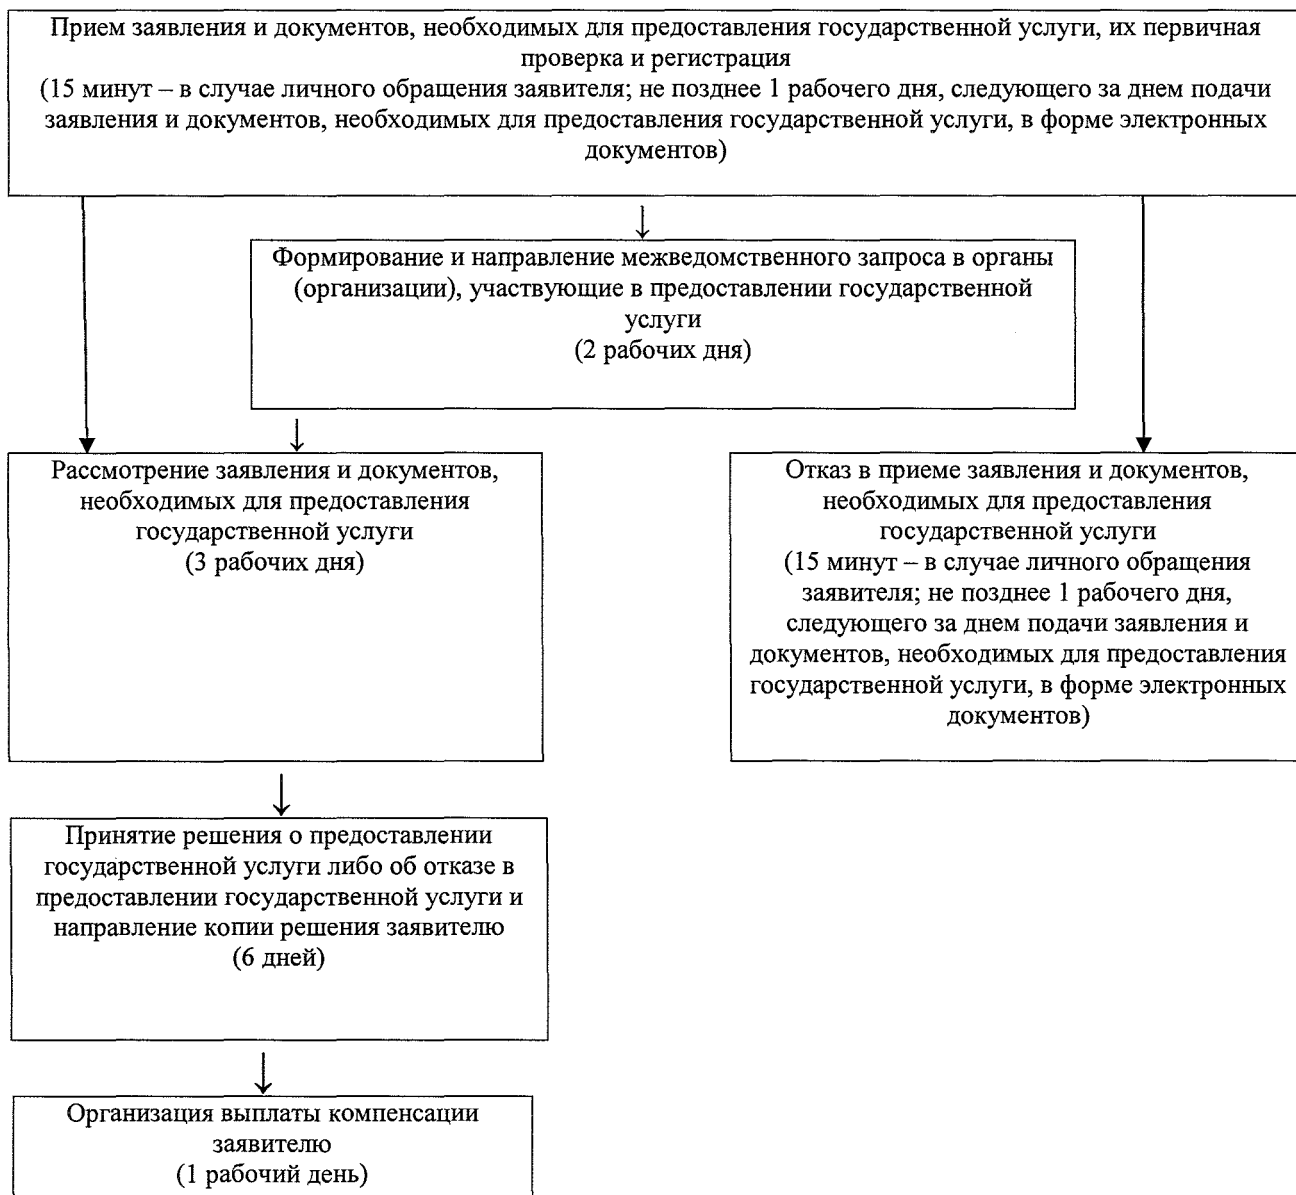 Прием заявления и документов, необходимых для предоставления государственной услуги, их первичная
проверка и регистрация
(15 минут – в случае личного обращения заявителя; не позднее 1 рабочего дня, следующего за днем подачи
заявления и документов, необходимых для предоставления государственной услуги, в форме электронных
документов)
Формирование и направление межведомственного запроса в органы
(организации), участвующие в предоставлении государственной
услуги
(2 рабочих дня)
Рассмотрение заявления и документов,
необходимых для предоставления
государственной услуги
(3 рабочих дня)
Отказ в приеме заявления и документов,
необходимых для предоставления
государственной услуги
(15 минут – в случае личного обращения
заявителя; не позднее 1 рабочего дня,
следующего за днем подачи заявления и
документов, необходимых для предоставления
государственной услуги, в форме электронных
документов)
Принятие решения о предоставлении
государственной услуги либо об отказе в
предоставлении государственной услуги и
направление копии решения заявителю
(6 дней)
Организация выплаты компенсации
заявителю
(1 рабочий день)